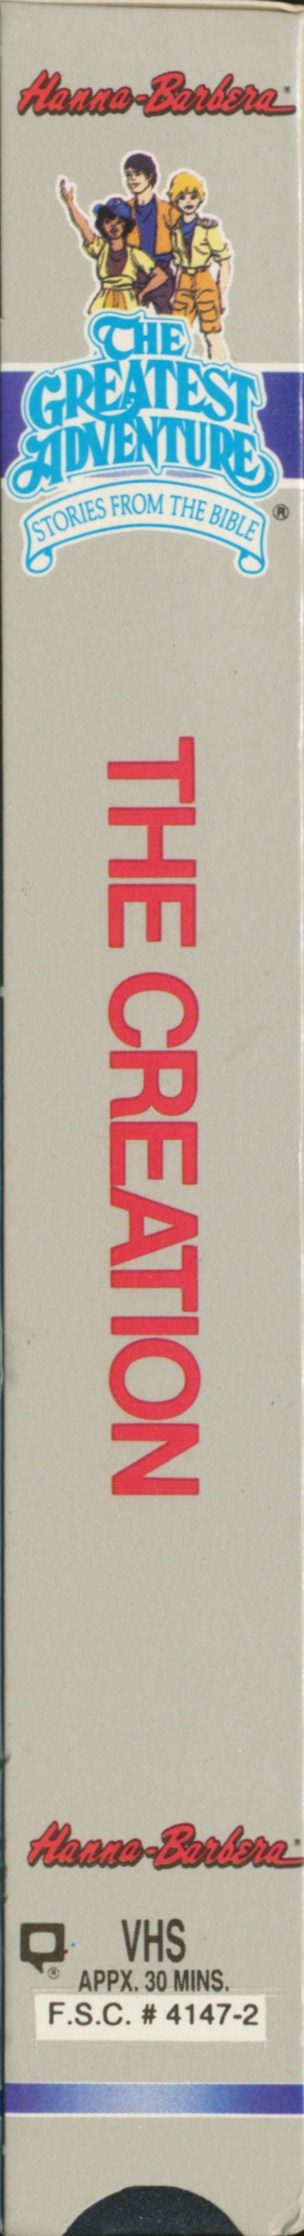 Hanna-Barbera
THE
GREATEST
ADVENTURE
STORIES FROM THE BIBLE®
THE CREATION
Hanna-Barbera
®
VHS
APPX. 30 MINS.
F.S.C. # 4147-2